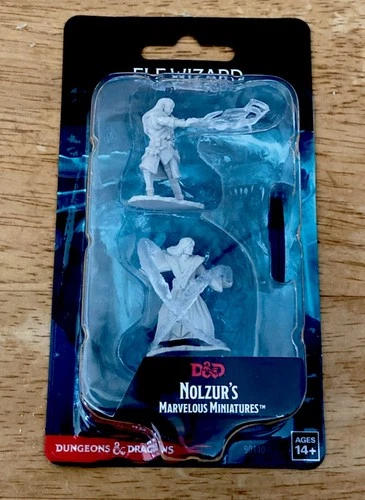 ELF WIZARD
D&D
NOLZUR'S
MARVELOUS MINIATURES™
DUNGEONS & DRAGONS
AGES
14+